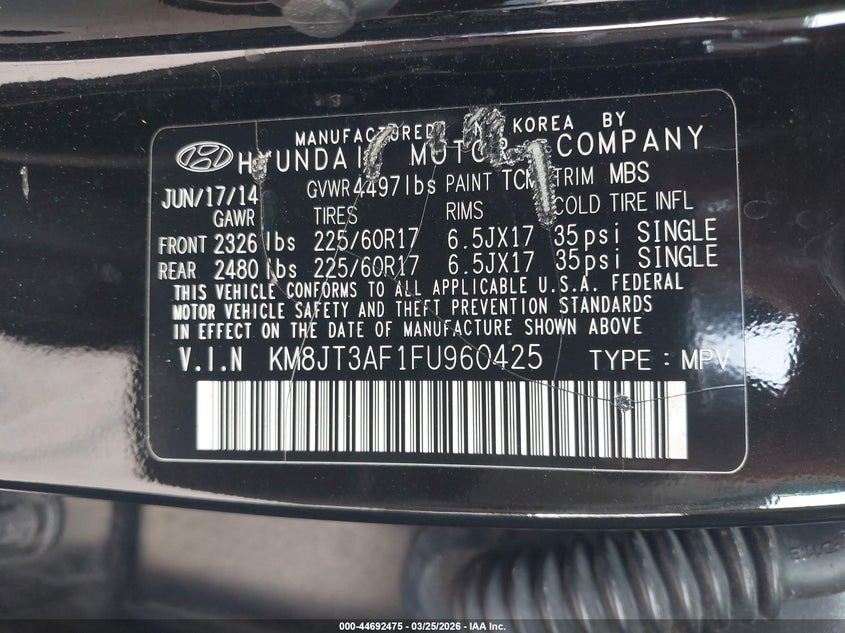 MANUFACTURED IN KOREA BY
HYUNDAI MOTOR COMPANY
JUN/17/14 GVWR 4497lbs PAINT TCM TRIM MBS
GAWR TIRES RIMS COLD TIRE INFL
FRONT 2326 lbs 225/60R17 6.5JX17 35psi SINGLE
REAR 2480 lbs 225/60R17 6.5JX17 35psi SINGLE
THIS VEHICLE CONFORMS TO ALL APPLICABLE U.S.A. FEDERAL
MOTOR VEHICLE SAFETY AND THEFT PREVENTION STANDARDS
IN EFFECT ON THE DATE OF MANUFACTURE SHOWN ABOVE
V.I.N KM8JT3AF1FU960425 TYPE : MPV
000-44692475 — 03/25/2026 — IAA Inc.